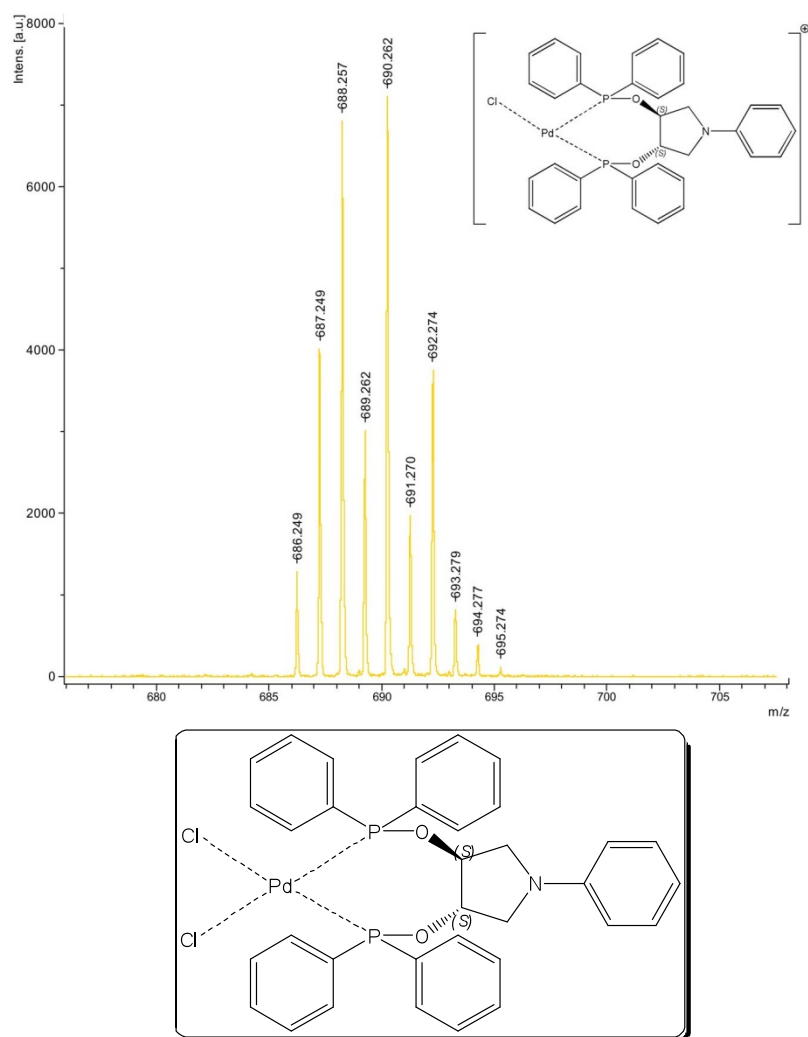 Intens. [a.u.]
8000
6000
4000
2000
0
686.249
687.249
688.257
689.262
690.262
691.270
692.274
693.279
694.277
695.274
680
685
690
695
700
705
m/z
⊕
Cl
Pd
P
O
(S)
N
P
O
(S)
Cl
Cl
Pd
P
O
(S)
N
P
O
(S)